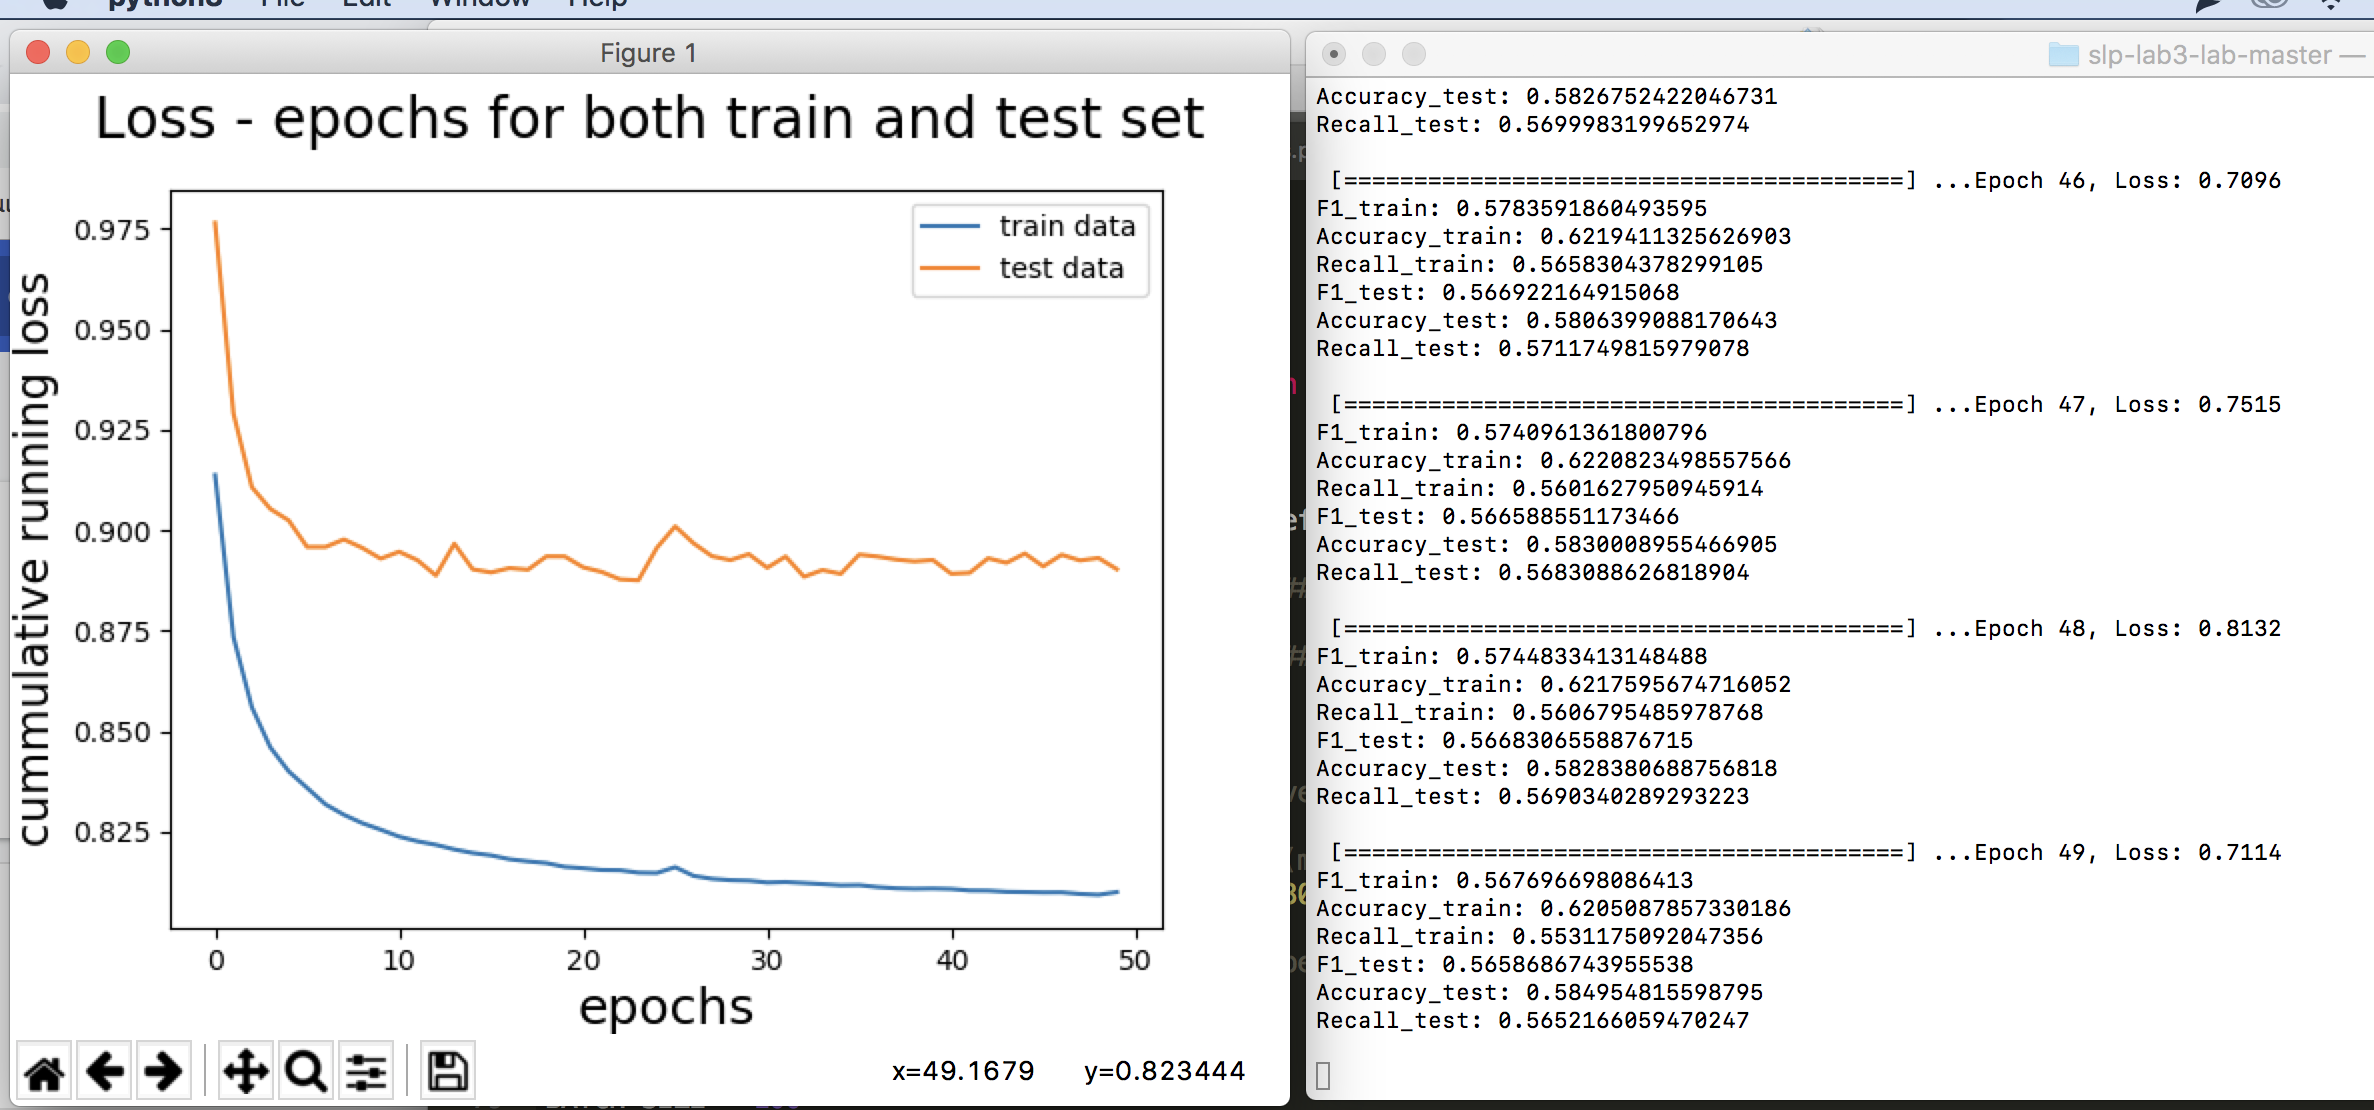 python3 File Edit Window Help
Figure 1
Loss - epochs for both train and test set
train data
test data
cummulative running loss
0.975
0.950
0.925
0.900
0.875
0.850
0.825
0 10 20 30 40 50
epochs
x=49.1679 y=0.823444
slp-lab3-lab-master —
Accuracy_test: 0.5826752422046731
Recall_test: 0.5699983199652974
[========================================] ...Epoch 46, Loss: 0.7096
F1_train: 0.5783591860493595
Accuracy_train: 0.6219411325626903
Recall_train: 0.5658304378299105
F1_test: 0.566922164915068
Accuracy_test: 0.5806399088170643
Recall_test: 0.5711749815979078
[========================================] ...Epoch 47, Loss: 0.7515
F1_train: 0.5740961361800796
Accuracy_train: 0.6220823498557566
Recall_train: 0.5601627950945914
F1_test: 0.566588551173466
Accuracy_test: 0.5830008955466905
Recall_test: 0.5683088626818904
[========================================] ...Epoch 48, Loss: 0.8132
F1_train: 0.5744833413148488
Accuracy_train: 0.6217595674716052
Recall_train: 0.5606795485978768
F1_test: 0.5668306558876715
Accuracy_test: 0.5828380688756818
Recall_test: 0.5690340289293223
[========================================] ...Epoch 49, Loss: 0.7114
F1_train: 0.567696698086413
Accuracy_train: 0.6205087857330186
Recall_train: 0.5531175092047356
F1_test: 0.5658686743955538
Accuracy_test: 0.584954815598795
Recall_test: 0.5652166059470247